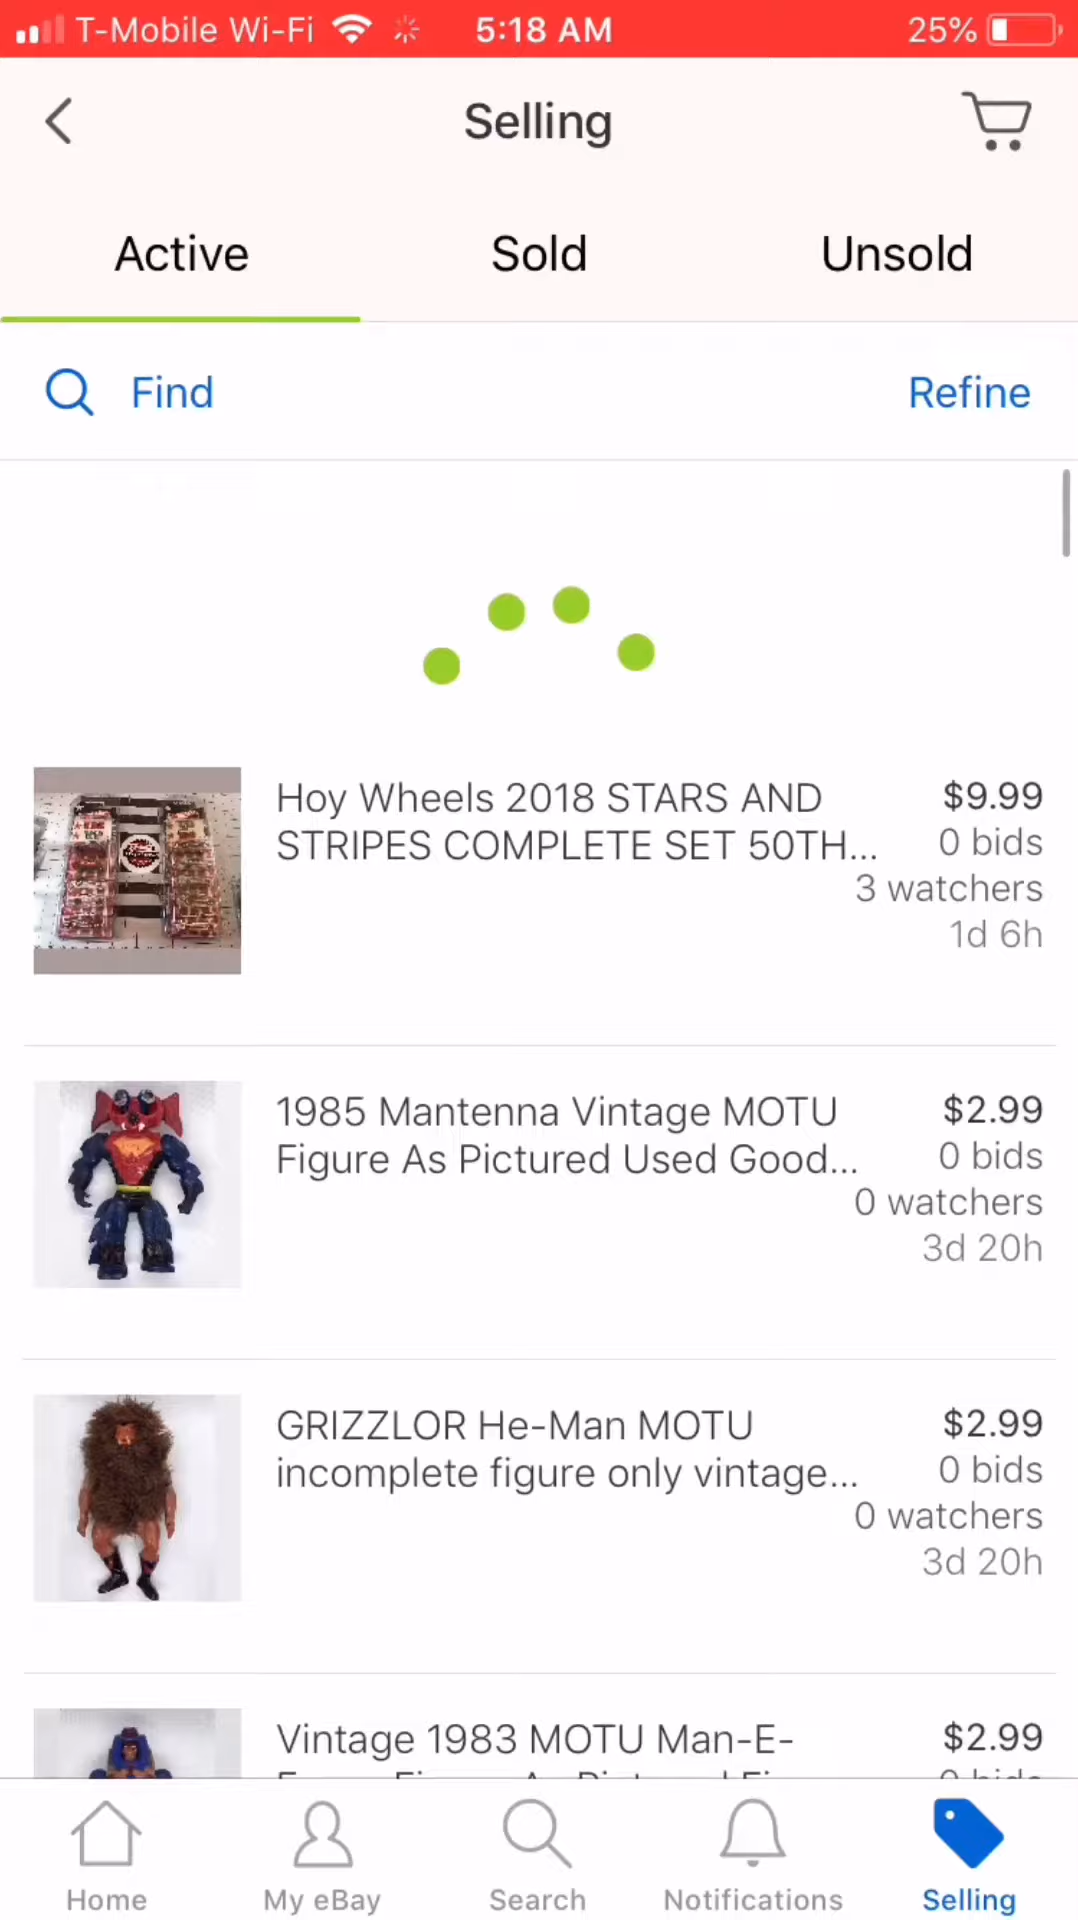 T-Mobile Wi-Fi 5:18 AM 25%
Selling
Active Sold Unsold
Find Refine
Hoy Wheels 2018 STARS AND $9.99
STRIPES COMPLETE SET 50TH... 0 bids
3 watchers
1d 6h
1985 Mantenna Vintage MOTU $2.99
Figure As Pictured Used Good... 0 bids
0 watchers
3d 20h
GRIZZLOR He-Man MOTU $2.99
incomplete figure only vintage... 0 bids
0 watchers
3d 20h
Vintage 1983 MOTU Man-E- $2.99
Home My eBay Search Notifications Selling